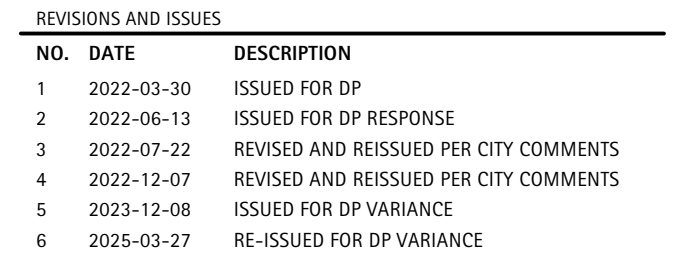 REVISIONS AND ISSUES
NO. DATE DESCRIPTION
1 2022-03-30 ISSUED FOR DP
2 2022-06-13 ISSUED FOR DP RESPONSE
3 2022-07-22 REVISED AND REISSUED PER CITY COMMENTS
4 2022-12-07 REVISED AND REISSUED PER CITY COMMENTS
5 2023-12-08 ISSUED FOR DP VARIANCE
6 2025-03-27 RE-ISSUED FOR DP VARIANCE